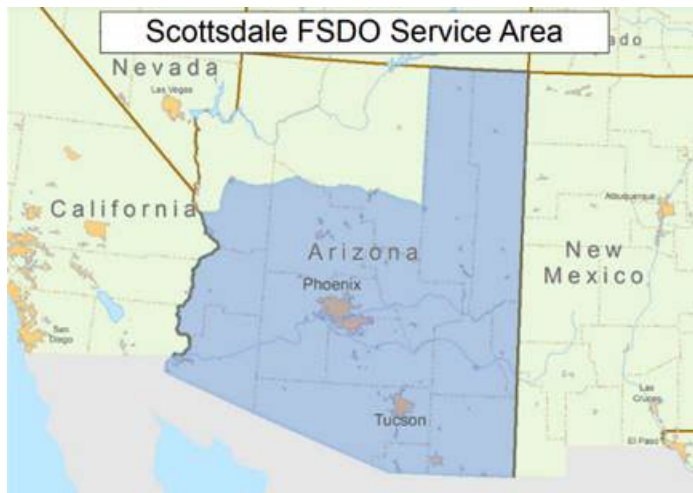 Scottsdale FSDO Service Area
ado
Nevada
Las Vegas
California
Albuquerque
Arizona
New
Mexico
Phoenix
San
Diego
Las
Cruces
Tucson
El Paso